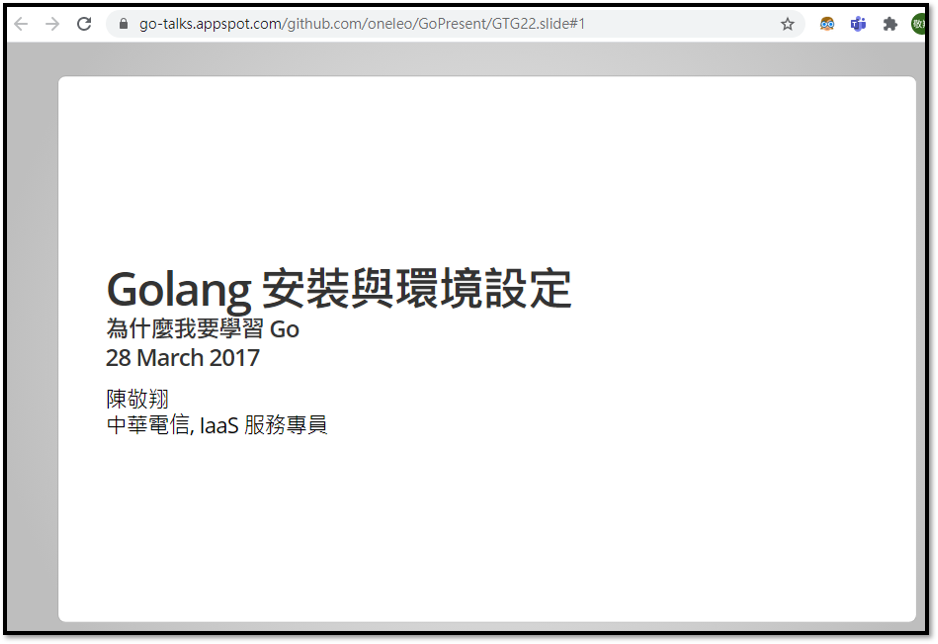 go-talks.appspot.com/github.com/oneleo/GoPresent/GTG22.slide#1
Golang 安裝與環境設定
為什麼我要學習 Go
28 March 2017
陳敬翔
中華電信, IaaS 服務專員